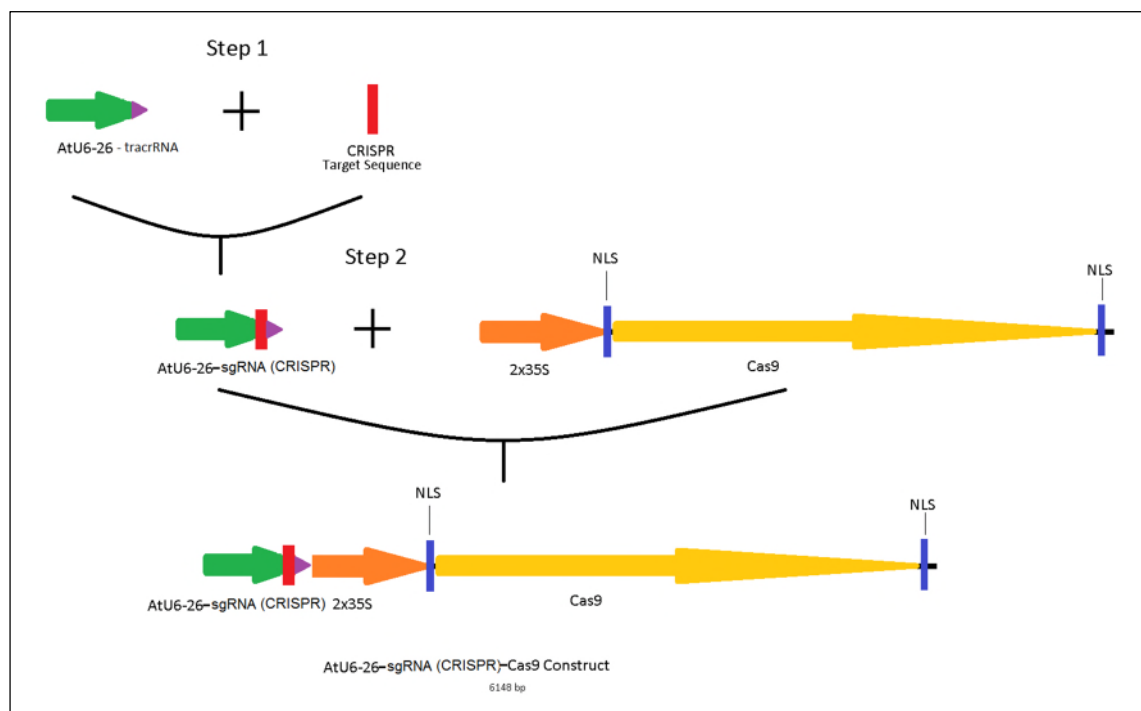 Step 1
AtU6-26 - tracrRNA
CRISPR
Target Sequence
Step 2
NLS
NLS
AtU6-26-sgRNA (CRISPR)
2x35S
Cas9
NLS
NLS
AtU6-26-sgRNA (CRISPR) 2x35S
Cas9
AtU6-26-sgRNA (CRISPR)-Cas9 Construct
6148 bp